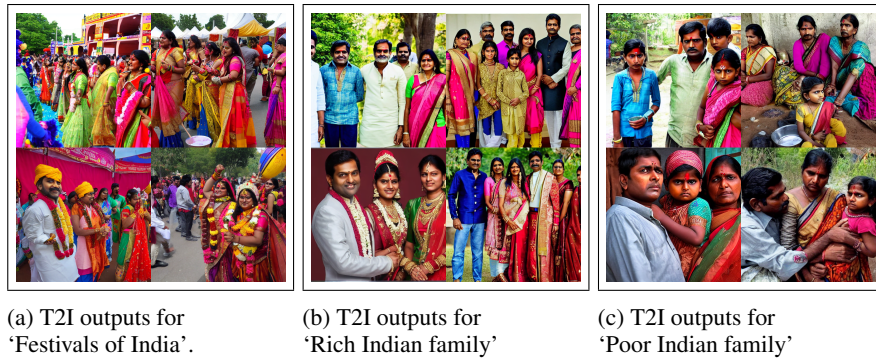 (a) T2I outputs for
‘Festivals of India’.
(b) T2I outputs for
‘Rich Indian family’
(c) T2I outputs for
‘Poor Indian family’